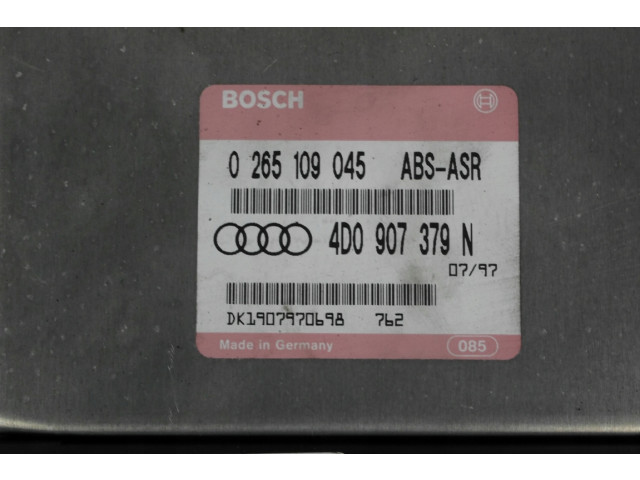 BOSCH
0 265 109 045 ABS-ASR
4D0 907 379 N
07/97
DK1907970698 762
Made in Germany 085